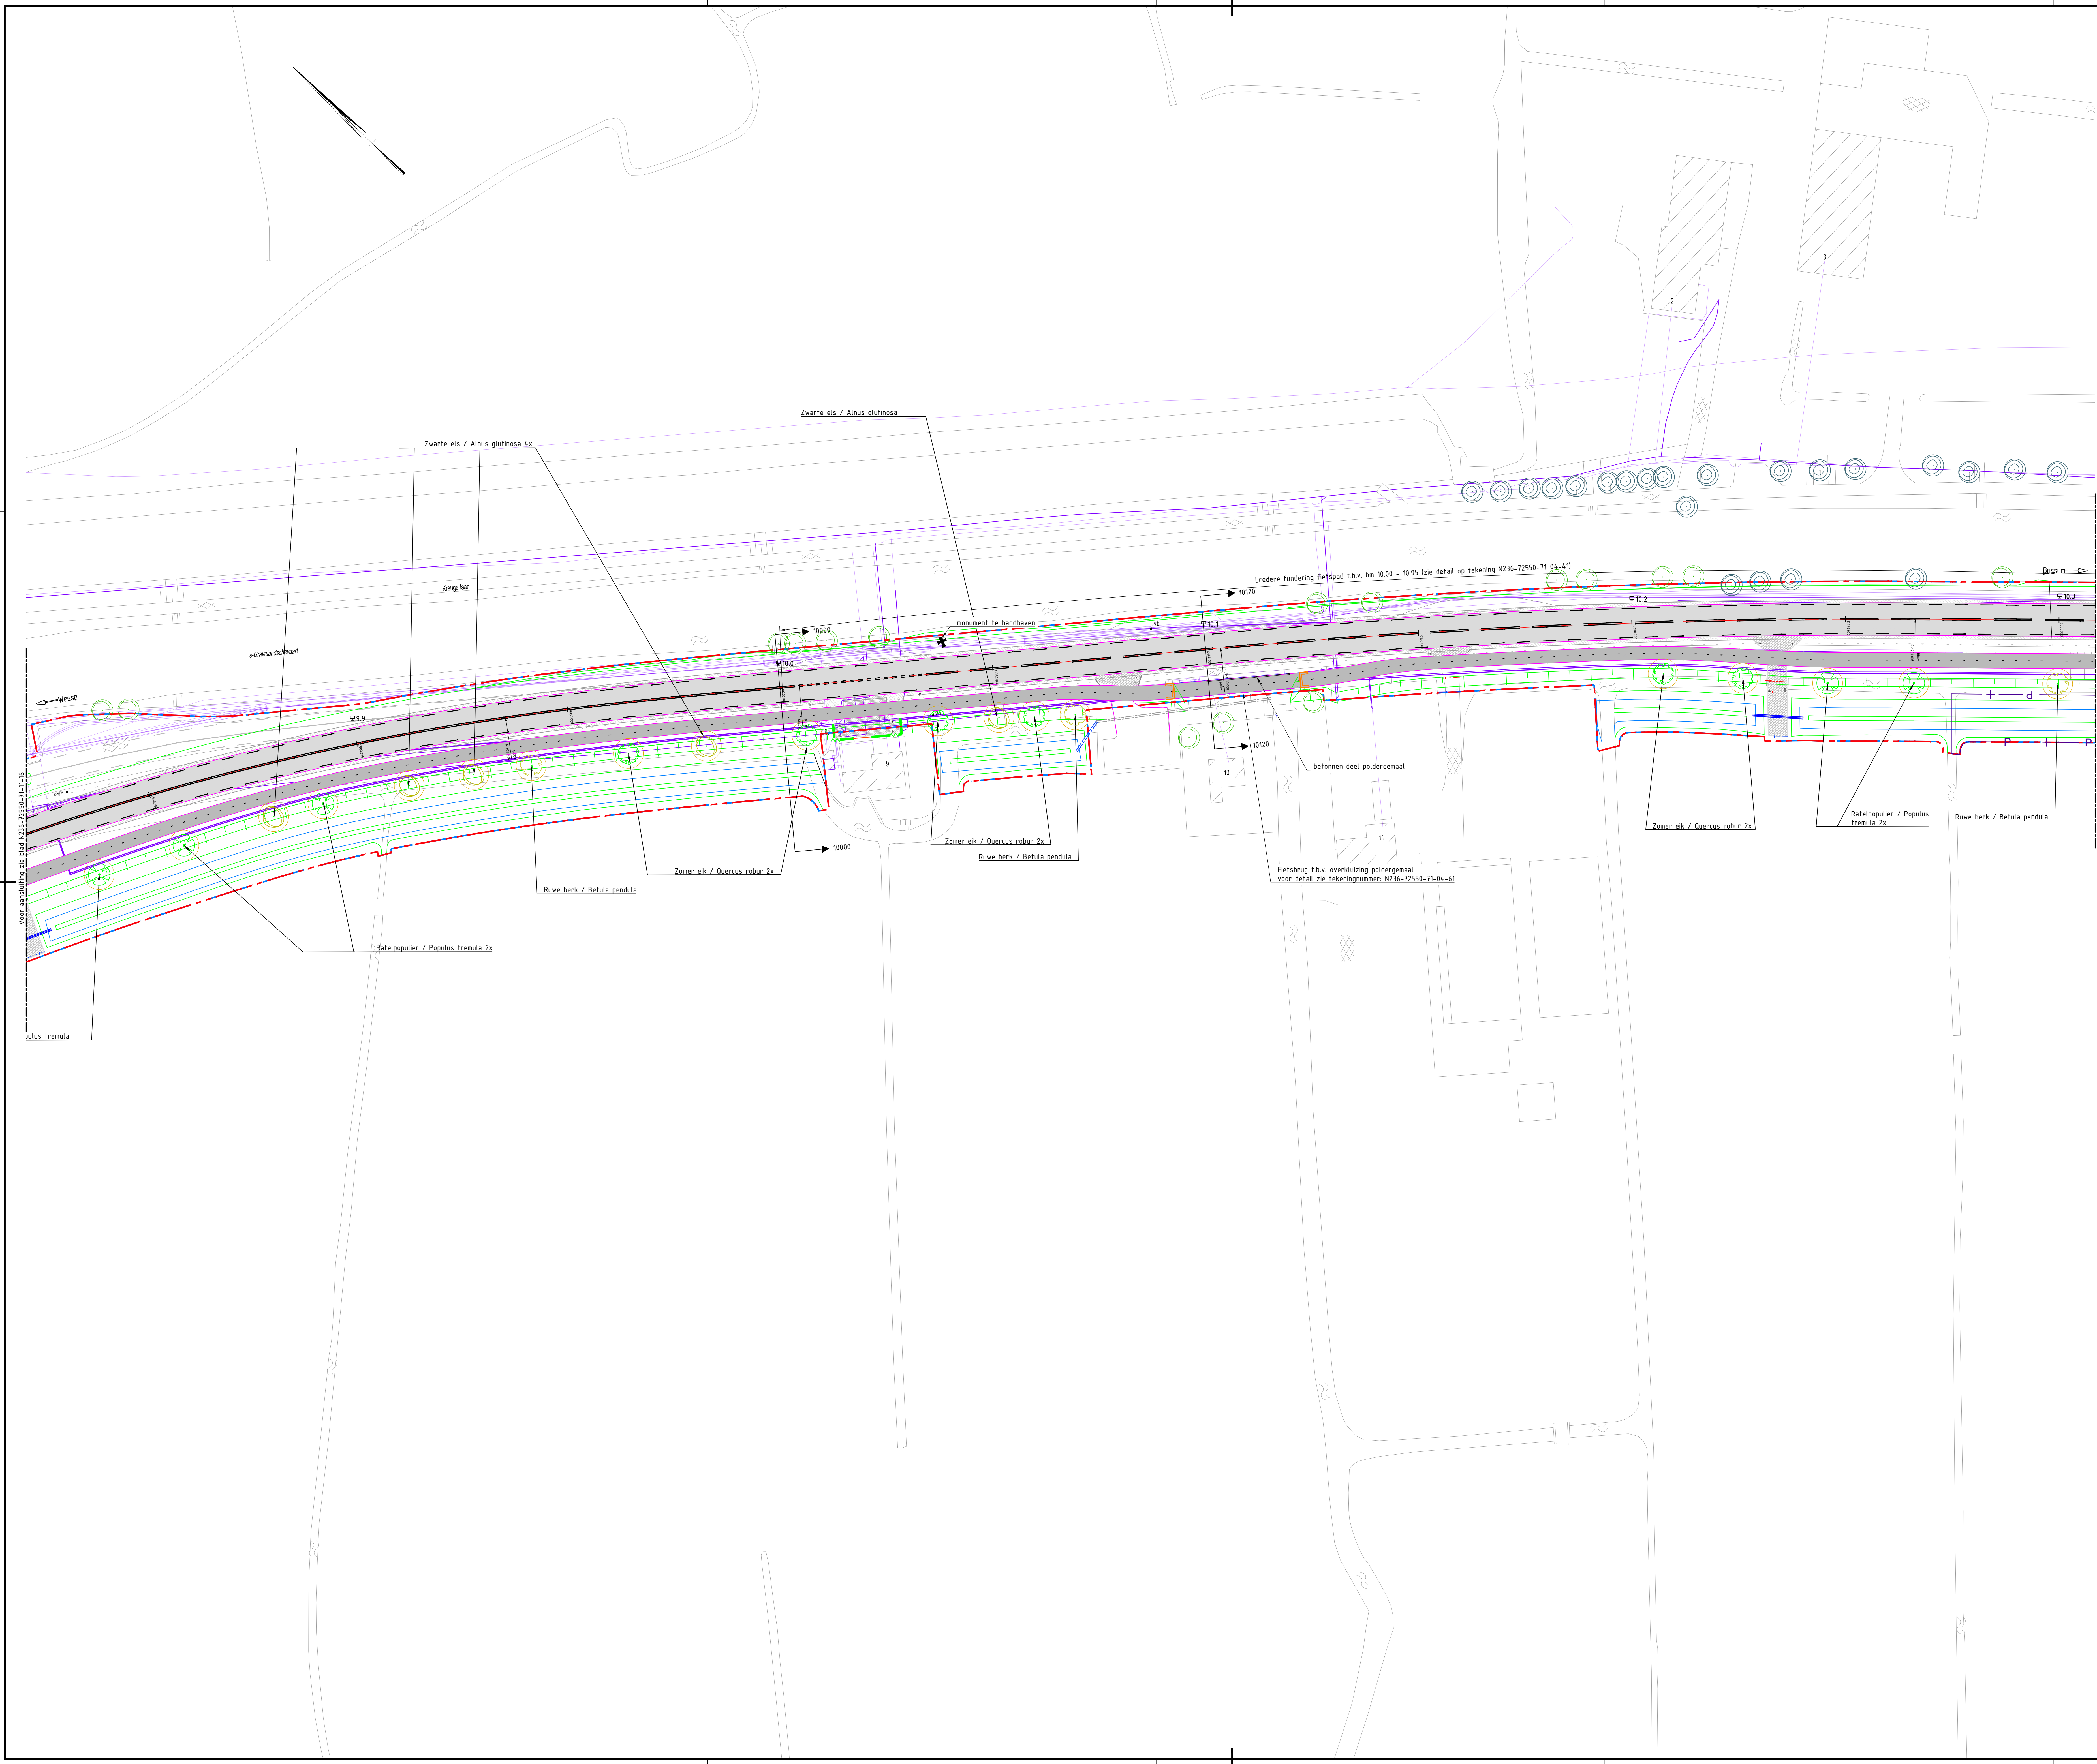 3
2
Zwarte els / Alnus glutinosa
Zwarte els / Alnus glutinosa 4x
bredere fundering fietspad t.h.v. hm 10.00 - 10.95 (zie detail op tekening N236-72550-71-04-41)
Bussum
Kreugerlaan
10120
10.2
10.3
monument te handhaven
vb
10.1
10000
s-Gravelandschevaart
10.0
Weesp
9.9
P
P
P
10120
9
10
betonnen deel poldergemaal
bww
11
Zomer eik / Quercus robur 2x
Ratelpopulier / Populus
tremula 2x
Ruwe berk / Betula pendula
Zomer eik / Quercus robur 2x
10000
Ruwe berk / Betula pendula
Zomer eik / Quercus robur 2x
Fietsbrug t.b.v. overkluizing poldergemaal
voor detail zie tekeningnummer: N236-72550-71-04-61
Ruwe berk / Betula pendula
Ratelpopulier / Populus tremula 2x
Voor aansluiting zie blad N236-72550-71-11-16
ulus tremula